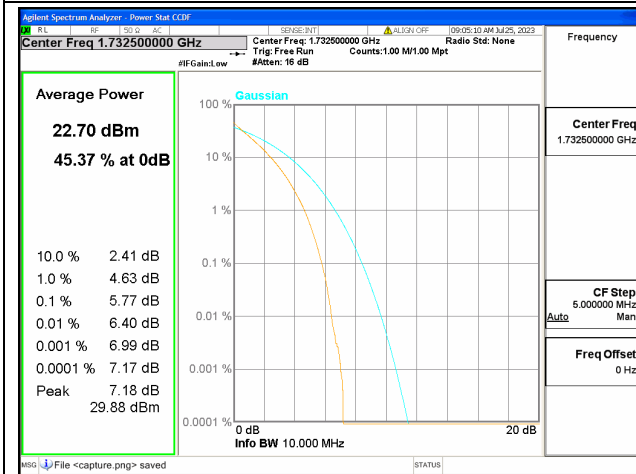 Agilent Spectrum Analyzer - Power Stat CCDF
RL RF 50 Ω AC SENSE:INT ALIGN OFF 09:05:10 AM Jul 25, 2023
Center Freq 1.732500000 GHz
Center Freq: 1.732500000 GHz Radio Std: None
Trig: Free Run Counts:1.00 M/1.00 Mpt
#IFGain:Low #Atten: 16 dB
Frequency
Center Freq
1.732500000 GHz
CF Step
5.000000 MHz
Auto Man
Freq Offset
0 Hz
Average Power
22.70 dBm
45.37 % at 0dB
10.0 % 2.41 dB
1.0 % 4.63 dB
0.1 % 5.77 dB
0.01 % 6.40 dB
0.001 % 6.99 dB
0.0001 % 7.17 dB
Peak 7.18 dB
29.88 dBm
Gaussian
100 %
10 %
1 %
0.1 %
0.01 %
0.001 %
0.0001 %
0 dB 20 dB
Info BW 10.000 MHz
MSG File <capture.png> saved STATUS